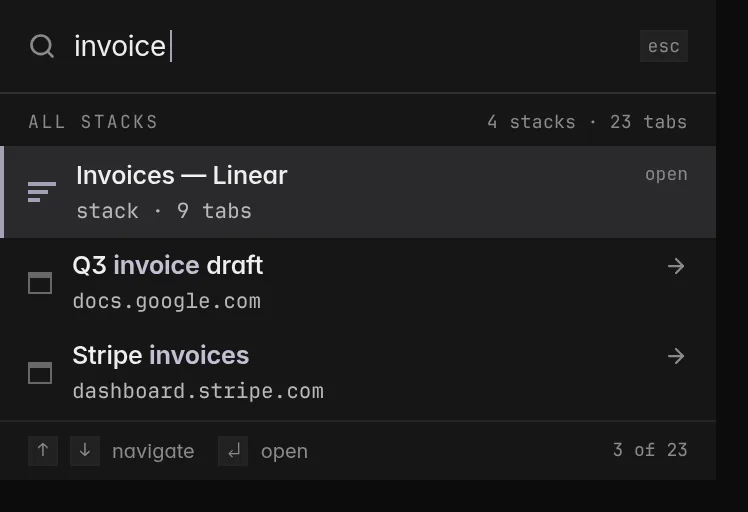 invoice esc
ALL STACKS 4 stacks · 23 tabs
Invoices — Linear open
stack · 9 tabs
Q3 invoice draft →
docs.google.com
Stripe invoices →
dashboard.stripe.com
↑ ↓ navigate ↲ open 3 of 23